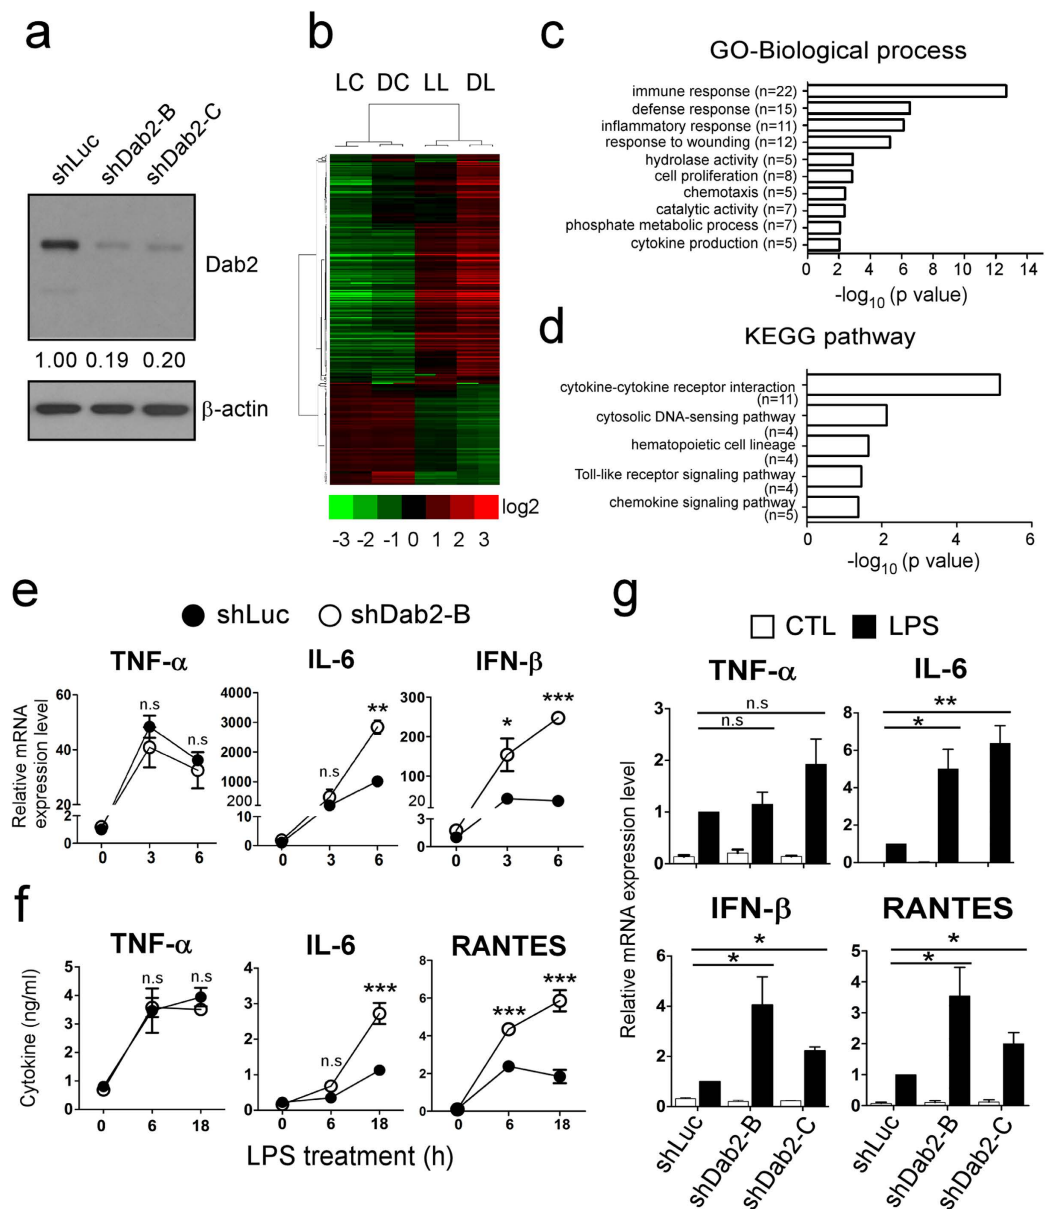 a
shLuc
shDab2-B
shDab2-C
Dab2
1.00 0.19 0.20
β-actin
b
LC DC LL DL
log2
-3 -2 -1 0 1 2 3
c
GO-Biological process
immune response (n=22)
defense response (n=15)
inflammatory response (n=11)
response to wounding (n=12)
hydrolase activity (n=5)
cell proliferation (n=8)
chemotaxis (n=5)
catalytic activity (n=7)
phosphate metabolic process (n=7)
cytokine production (n=5)
0 2 4 6 8 10 12 14
-log10 (p value)
d
KEGG pathway
cytokine-cytokine receptor interaction
(n=11)
cytosolic DNA-sensing pathway
(n=4)
hematopoietic cell lineage
(n=4)
Toll-like receptor signaling pathway
(n=4)
chemokine signaling pathway
(n=5)
0 2 4 6
-log10 (p value)
e
shLuc shDab2-B
Relative mRNA
expression level
TNF-α
60
40
20
2
1
0
n.s
n.s
0 3 6
IL-6
4000
3000
2000
1000
200
10
0
n.s
**
0 3 6
IFN-β
300
200
100
20
3
0
*
***
0 3 6
f
Cytokine (ng/ml)
TNF-α
5
4
3
2
1
0
n.s
n.s
0 6 18
IL-6
4
3
2
1
0
n.s
***
0 6 18
RANTES
8
6
4
2
0
***
***
0 6 18
LPS treatment (h)
g
CTL LPS
Relative mRNA expression level
TNF-α
3
2
1
0
n.s
n.s
IL-6
8
6
4
2
0
**
*
IFN-β
6
4
2
0
*
*
shLuc
shDab2-B
shDab2-C
RANTES
5
4
3
2
1
0
*
*
shLuc
shDab2-B
shDab2-C